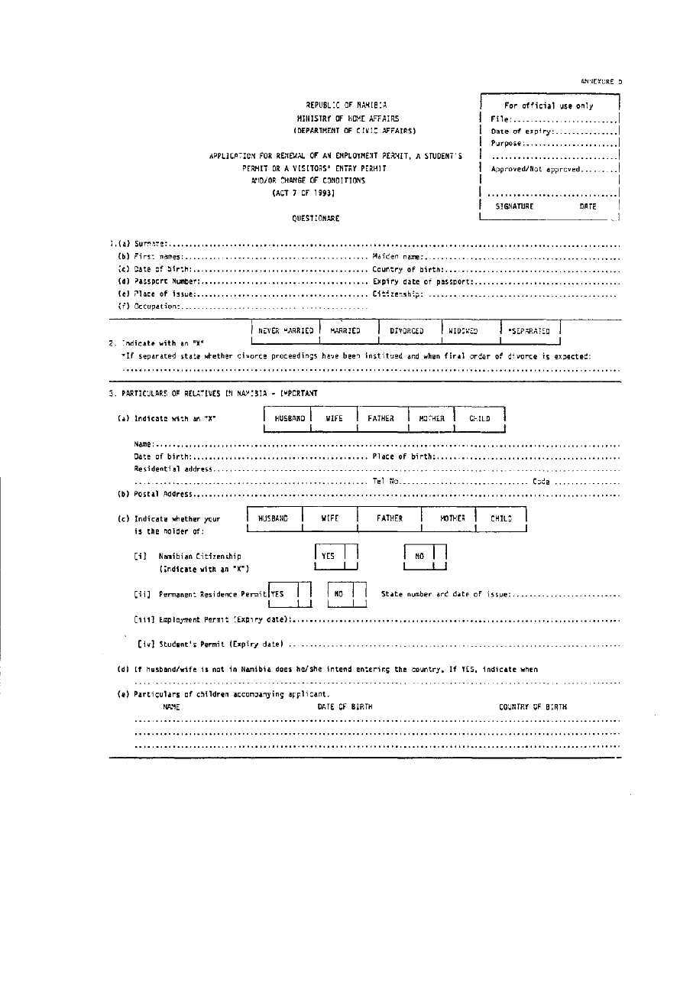 ANNEXURE D
REPUBLIC OF NAMIBIA
MINISTRY OF HOME AFFAIRS
(DEPARTMENT OF CIVIC AFFAIRS)
APPLICATION FOR RENEWAL OF AN EMPLOYMENT PERMIT, A STUDENT'S
PERMIT OR A VISITORS' ENTRY PERMIT
AND/OR CHANGE OF CONDITIONS
(ACT 7 OF 1993)
QUESTIONARE
For official use only
File:.........................
Date of expiry:...............
Purpose:......................
..............................
Approved/Not approved.........
...............................
SIGNATURE DATE
1.(a) Surname:..............................................................................................................
(b) First names:............................................. Maiden name:................................................
(c) Date of birth:........................................... Country of birth:...........................................
(d) Passport Number:......................................... Expiry date of passport:....................................
(e) Place of issue:.......................................... Citizenship: ..............................................
(f) Occupation:..............................................
NEVER MARRIED MARRIED DIVORCED WIDOWED *SEPARATED
2. Indicate with an "X"
*If separated state whether divorce proceedings have been institued and when final order of divorce is expected:
.........................................................................................................................
3. PARTICULARS OF RELATIVES IN NAMIBIA - IMPORTANT
(a) Indicate with an "X" HUSBAND WIFE FATHER MOTHER CHILD
Name:.................................................................................................................
Date of birth:........................................... Place of birth:.............................................
Residential address...................................................................................................
......................................................... Tel No............................... Code ................
(b) Postal Address........................................................................................................
(c) Indicate whether your HUSBAND WIFE FATHER MOTHER CHILD
is the holder of:
[i] Namibian Citizenship YES NO
(Indicate with an "X")
[ii] Permanent Residence Permit YES NO State number and date of issue:..........................
[iii] Employment Permit (Expiry date):................................................................................
[iv] Student's Permit (Expiry date) .................................................................................
(d) If husband/wife is not in Namibia does he/she intend entering the country, If YES, indicate when
......................................................................................................................
(e) Particulars of children accompanying applicant.
NAME DATE OF BIRTH COUNTRY OF BIRTH
......................................................................................................................
......................................................................................................................
......................................................................................................................